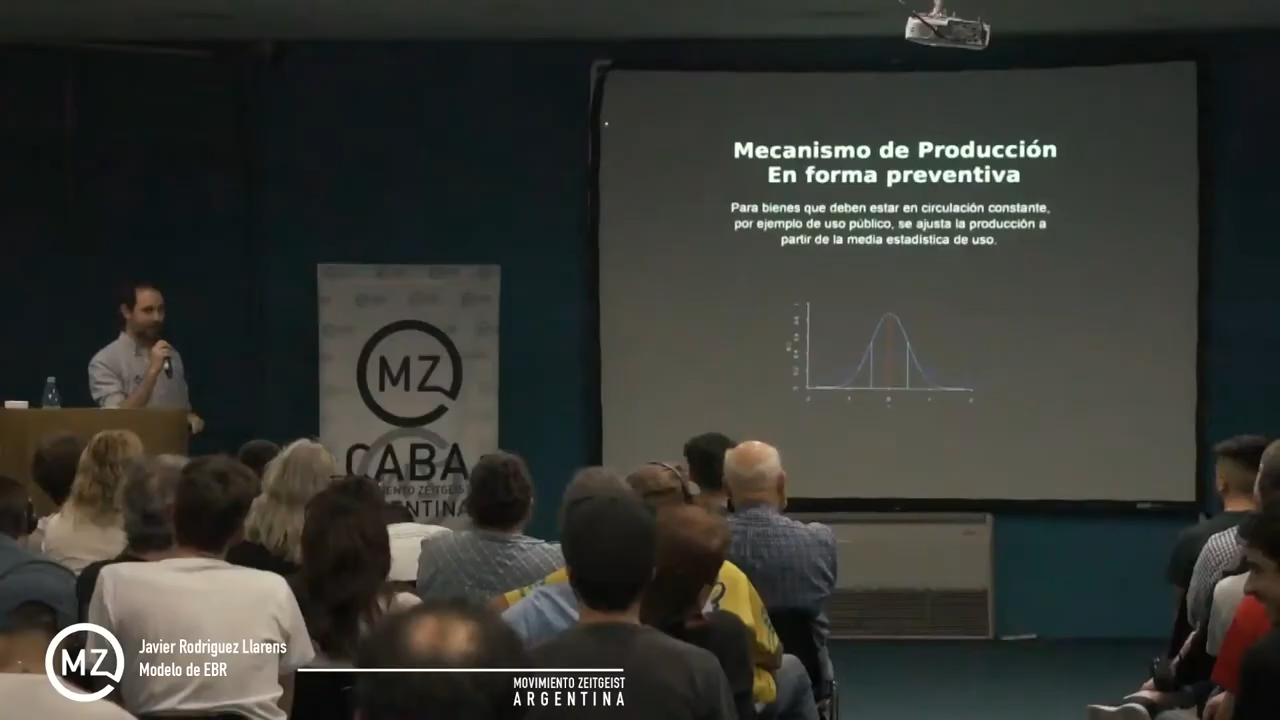 Mecanismo de Producción
En forma preventiva
Para bienes que deben estar en circulación constante,
por ejemplo de uso público, se ajusta la producción a
partir de la media estadística de uso.
MZ
CABA
ZEITGEIST
MZ
Javier Rodriguez Llarens
Modelo de EBR
MOVIMIENTO ZEITGEIST
ARGENTINA